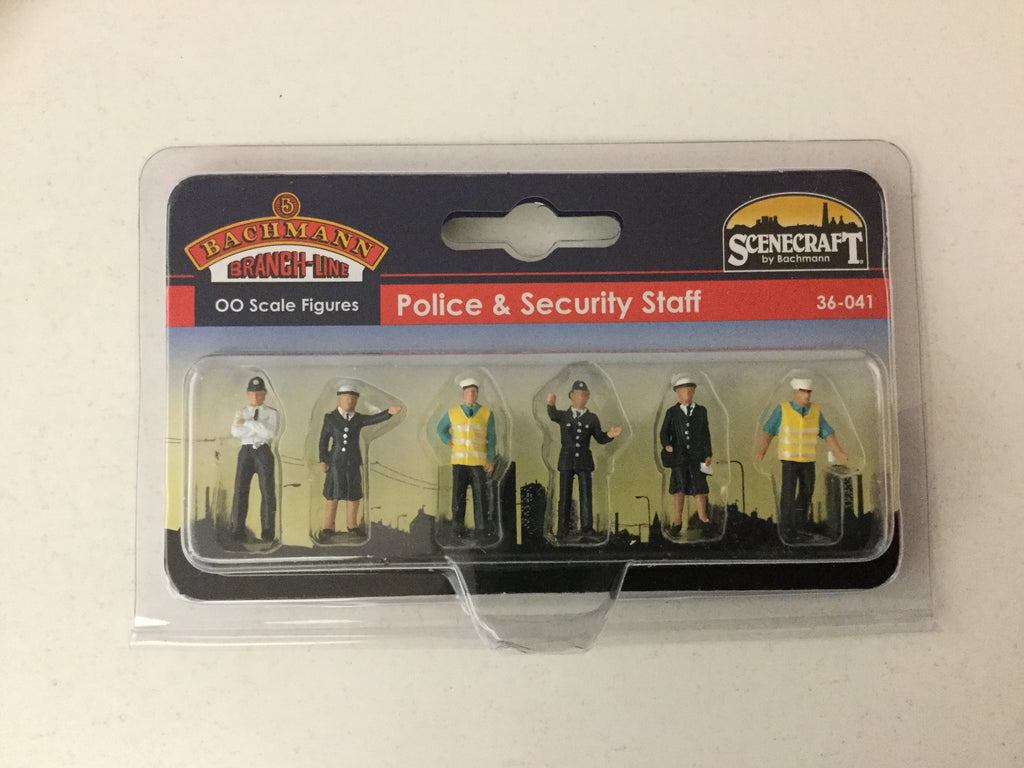 B
BACHMANN
BRANCH-LINE
OO Scale Figures
Police & Security Staff
SCENECRAFT
by Bachmann
36-041